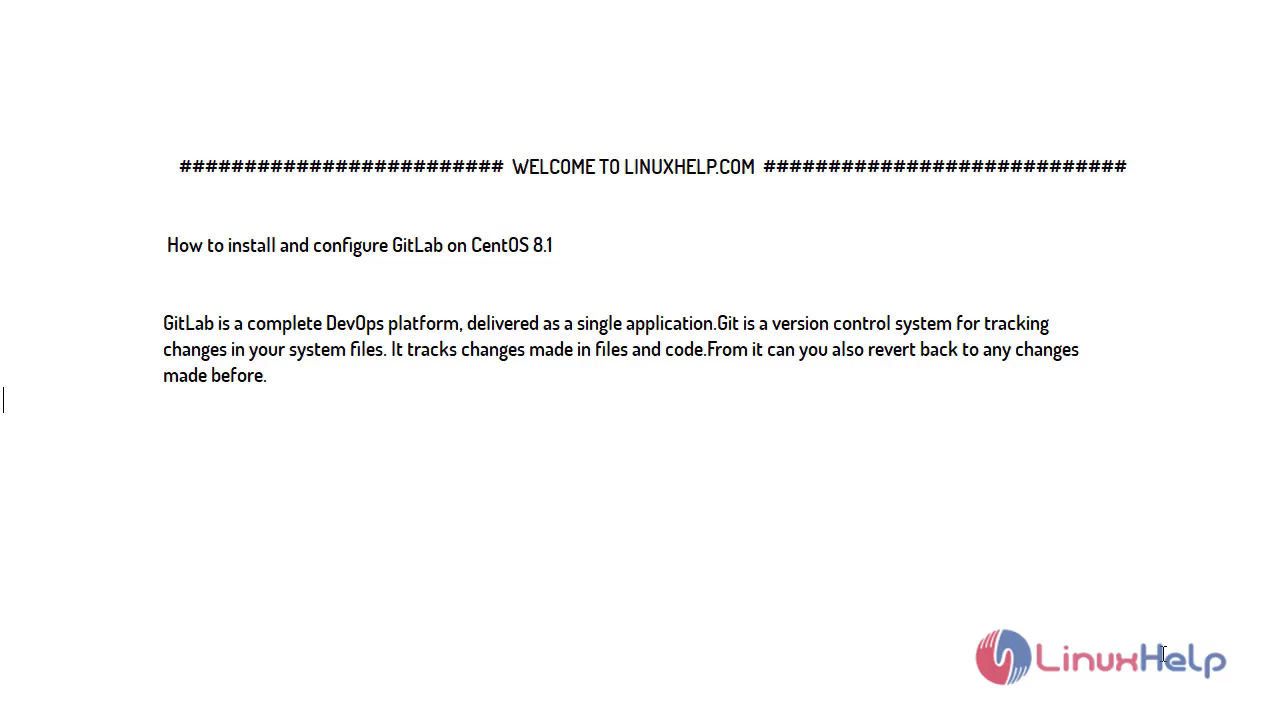 ######################### WELCOME TO LINUXHELP.COM ############################
How to install and configure GitLab on CentOS 8.1
GitLab is a complete DevOps platform, delivered as a single application.Git is a version control system for tracking
changes in your system files. It tracks changes made in files and code.From it can you also revert back to any changes
made before.
LinuxHelp